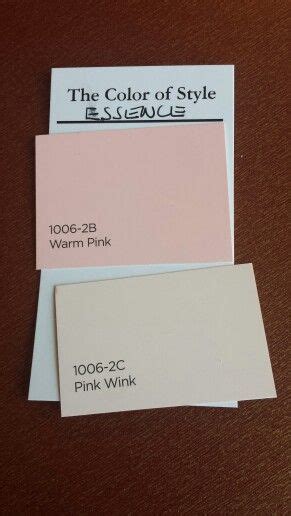 The Color of Style
ESSENCE
1006-2B
Warm Pink
1006-2C
Pink Wink